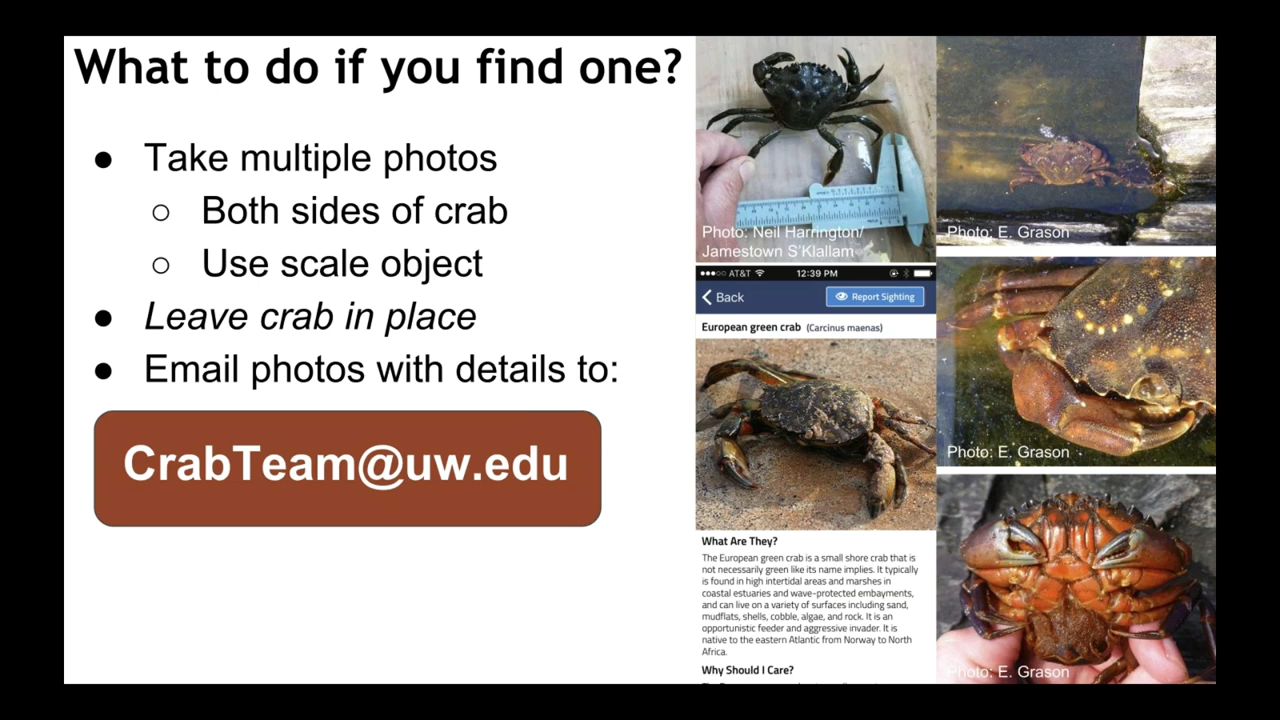 What to do if you find one?
● Take multiple photos
○ Both sides of crab
○ Use scale object
● Leave crab in place
● Email photos with details to:
CrabTeam@uw.edu
Photo: Neil Harrington/
Jamestown S'Klallam
AT&T 12:39 PM
Back
Report Sighting
European green crab (Carcinus maenas)
What Are They?
The European green crab is a small shore crab that is
not necessarily green like its name implies. It typically
is found in high intertidal areas and marshes in
coastal estuaries and wave-protected embayments,
and can live on a variety of surfaces including sand,
mudflats, shells, cobble, algae, and rock. It is an
opportunistic feeder and aggressive invader. It is
native to the eastern Atlantic from Norway to North
Africa.
Why Should I Care?
Photo: E. Grason
Photo: E. Grason
Photo: E. Grason